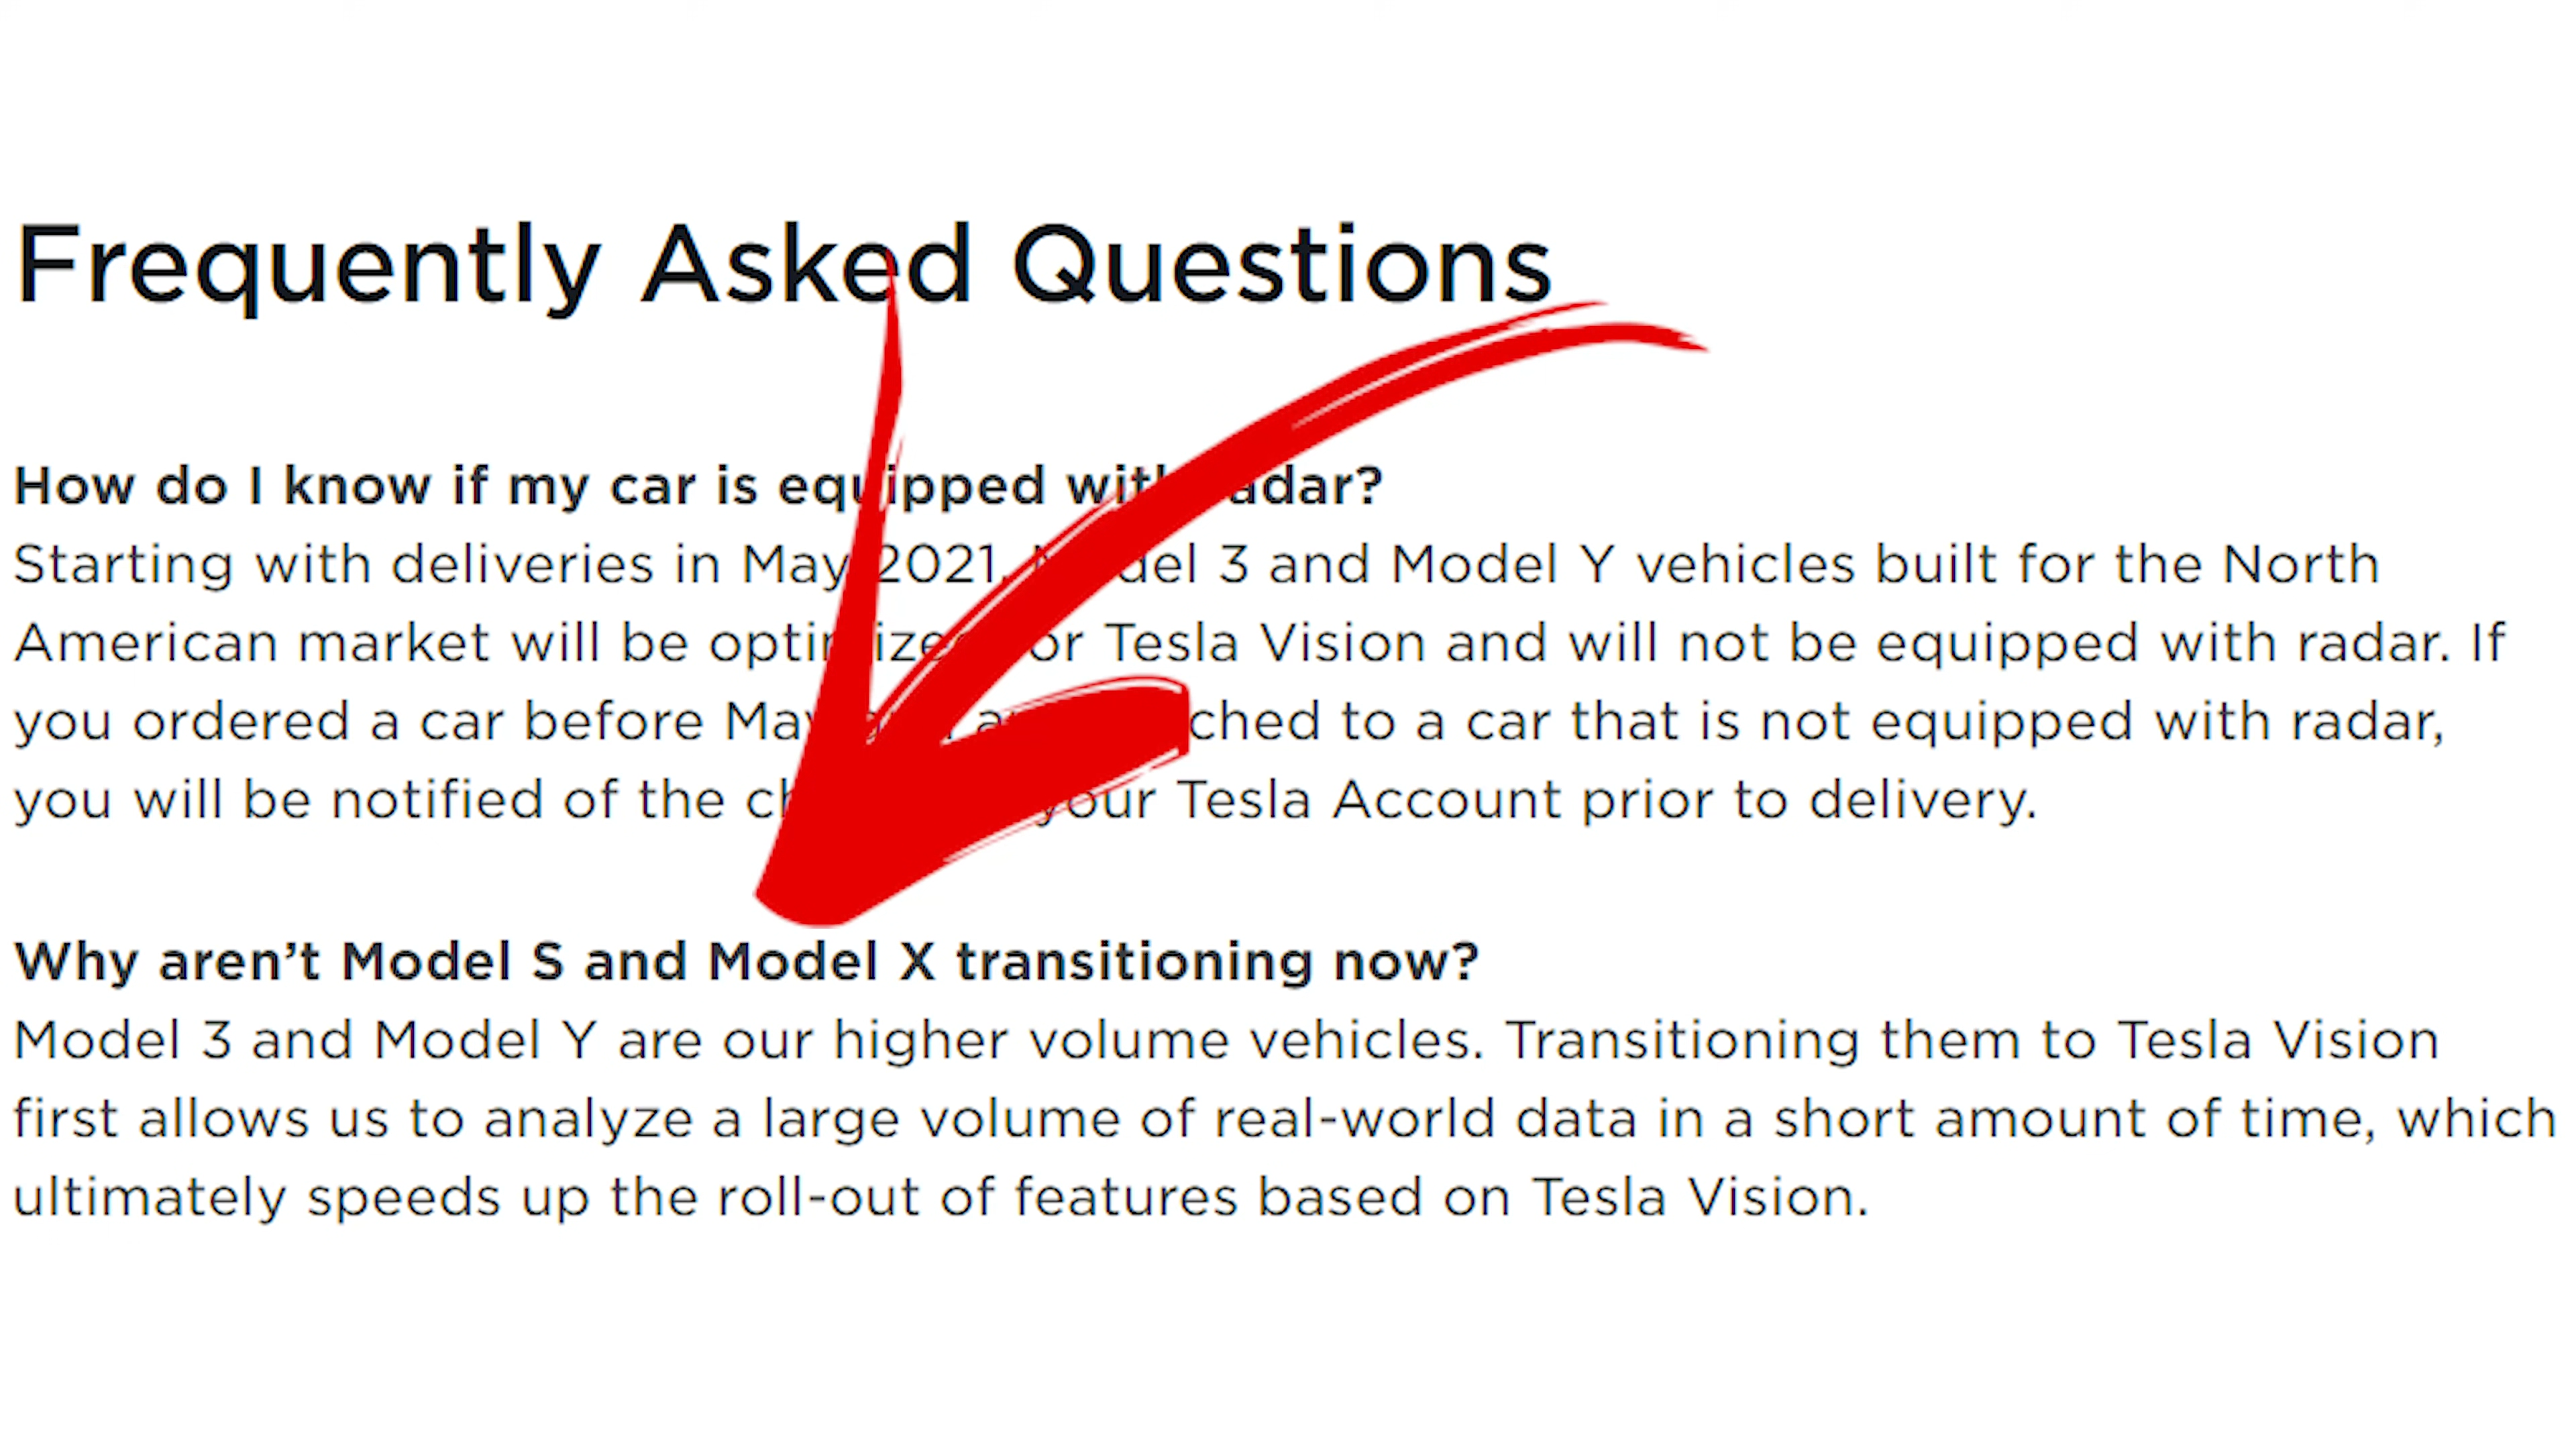 Frequently Asked Questions
How do I know if my car is equipped with radar?
Starting with deliveries in May 2021, Model 3 and Model Y vehicles built for the North
American market will be optimized for Tesla Vision and will not be equipped with radar. If
you ordered a car before May to a car that is not equipped with radar,
you will be notified of the your Tesla Account prior to delivery.
Why aren’t Model S and Model X transitioning now?
Model 3 and Model Y are our higher volume vehicles. Transitioning them to Tesla Vision
first allows us to analyze a large volume of real-world data in a short amount of time, which
ultimately speeds up the roll-out of features based on Tesla Vision.